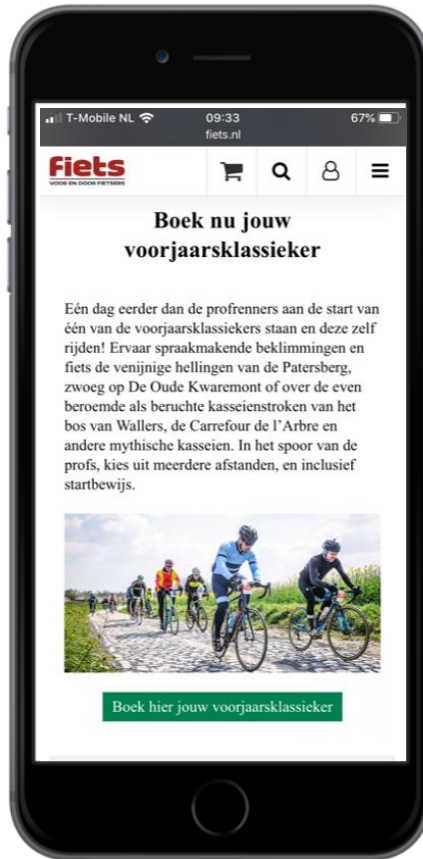 T-Mobile NL 09:33 67%
fiets.nl
Fiets
VOOR EN DOOR FIETSERS
Boek nu jouw
voorjaarsklassieker
Eén dag eerder dan de profrenners aan de start van
één van de voorjaarsklassiekers staan en deze zelf
rijden! Ervaar spraakmakende beklimmingen en
fiets de venijnige hellingen van de Patersberg,
zwoeg op De Oude Kwaremont of over de even
beroemde als beruchte kasseienstroken van het
bos van Wallers, de Carrefour de l’Arbre en
andere mythische kasseien. In het spoor van de
profs, kies uit meerdere afstanden, en inclusief
startbewijs.
Boek hier jouw voorjaarsklassieker